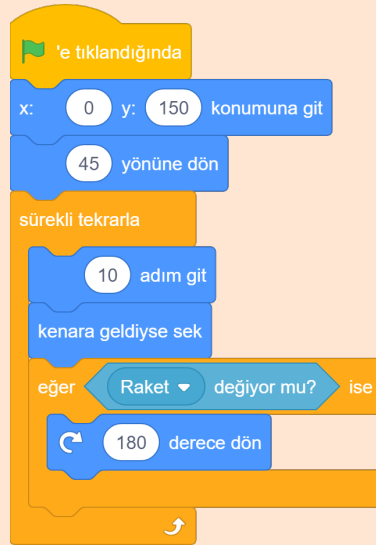 'e tıklandığında
x: 0 y: 150 konumuna git
45 yönüne dön
sürekli tekrarla
10 adım git
kenara geldiyse sek
eğer Raket değiyor mu? ise
180 derece dön